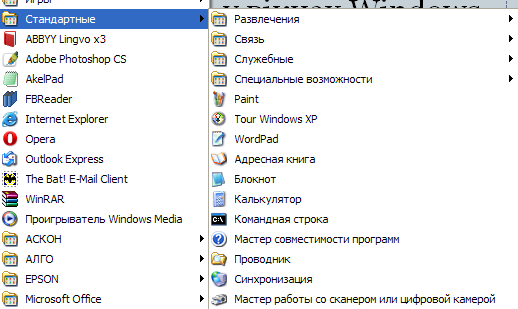 Игры
Стандартные
ABBYY Lingvo x3
Adobe Photoshop CS
AkelPad
FBReader
Internet Explorer
Opera
Outlook Express
The Bat! E-Mail Client
WinRAR
Проигрыватель Windows Media
АСКОН
АЛГО
EPSON
Microsoft Office
Windows
Развлечения
Связь
Служебные
Специальные возможности
Paint
Tour Windows XP
WordPad
Адресная книга
Блокнот
Калькулятор
Командная строка
Мастер совместимости программ
Проводник
Синхронизация
Мастер работы со сканером или цифровой камерой